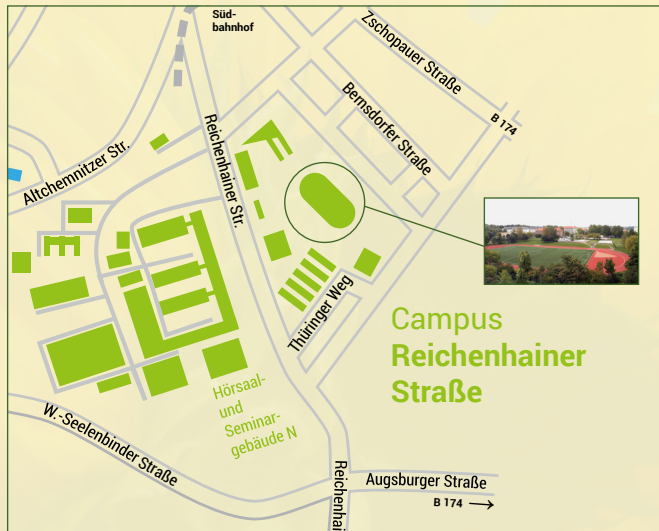 Süd-
bahnhof
Zschopauer Straße
B 174
Bernsdorfer Straße
Reichenhainer Str.
Altchemnitzer Str.
Thüringer Weg
Campus
Reichenhainer
Straße
Hörsaal-
und
Seminar-
gebäude N
W.-Seelenbinder Straße
Augsburger Straße
B 174
Reichenhai